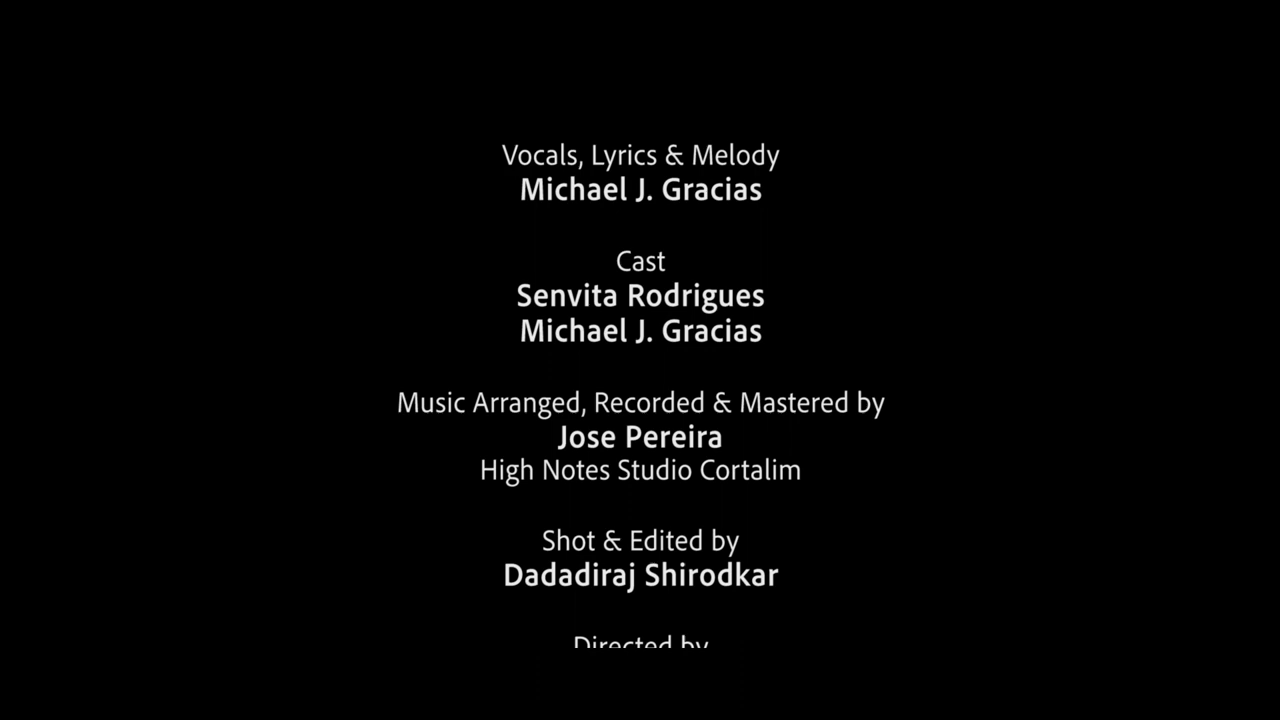 Vocals, Lyrics & Melody
Michael J. Gracias
Cast
Senvita Rodrigues
Michael J. Gracias
Music Arranged, Recorded & Mastered by
Jose Pereira
High Notes Studio Cortalim
Shot & Edited by
Dadadiraj Shirodkar
Directed by